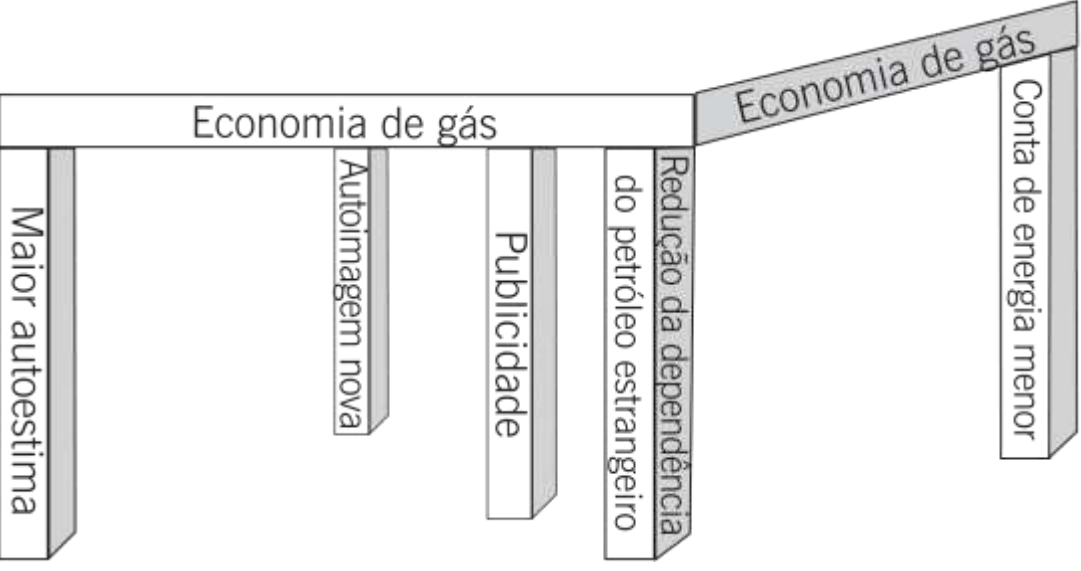 Economia de gás
Economia de gás
Maior autoestima
Autoimagem nova
Publicidade
Redução da dependência
do petróleo estrangeiro
Conta de energia menor